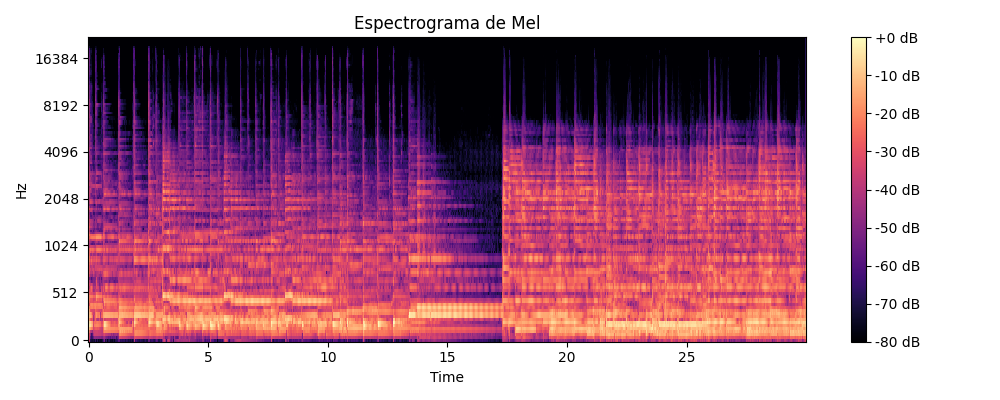 Espectrograma de Mel
Hz
16384
8192
4096
2048
1024
512
0
0 5 10 15 20 25
Time
+0 dB
-10 dB
-20 dB
-30 dB
-40 dB
-50 dB
-60 dB
-70 dB
-80 dB